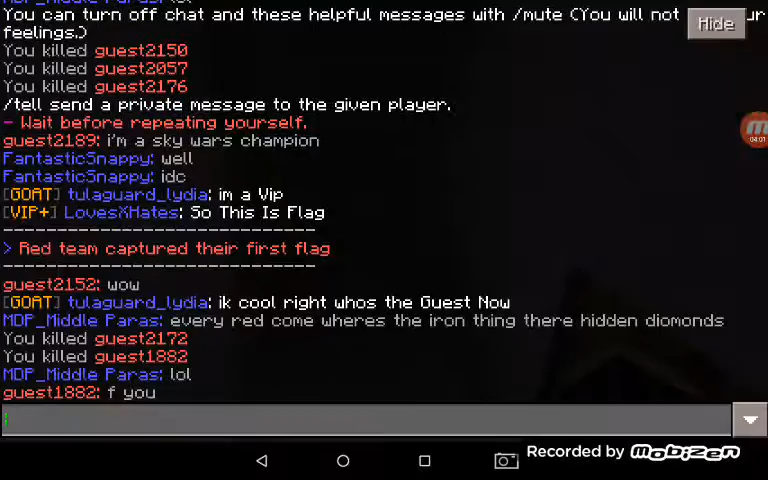 You can turn off chat and these helpful messages with /mute (You will not ur
feelings.)
Hide
You killed guest2150
You killed guest2057
You killed guest2176
/tell send a private message to the given player.
- Wait before repeating yourself.
guest2189: i'm a sky wars champion
FantasticSnappy: well
FantasticSnappy: idc
[GOAT] tulaguard_lydia: im a Vip
[VIP+] LovesXHates: So This Is Flag
-----------------------------
> Red team captured their first flag
-----------------------------
guest2152: wow
[GOAT] tulaguard_lydia: ik cool right whos the Guest Now
MDP_Middle Paras: every red come wheres the iron thing there hidden diomonds
You killed guest2172
You killed guest1882
MDP_Middle Paras: lol
guest1882: f you
04:01
Recorded by mobizen